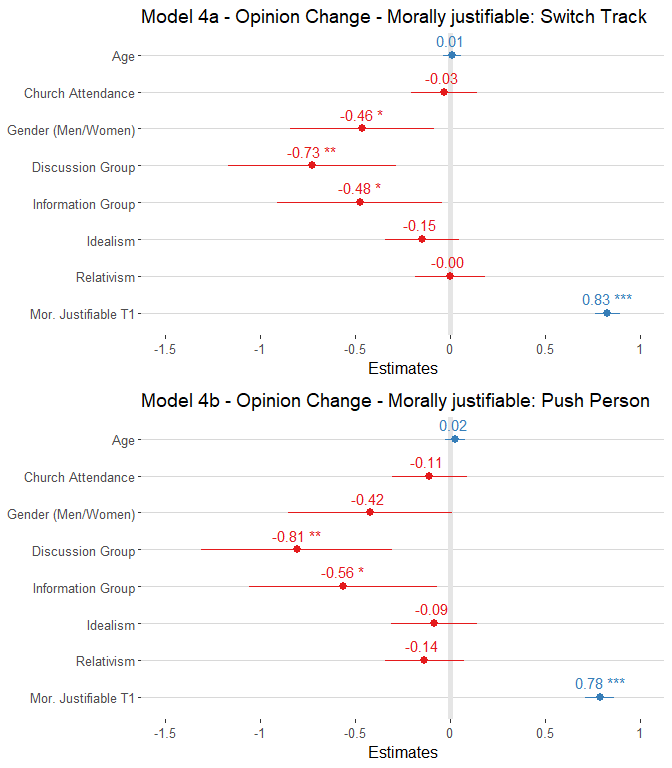 Model 4a - Opinion Change - Morally justifiable: Switch Track
0.01
Age
-0.03
Church Attendance
-0.46 *
Gender (Men/Women)
-0.73 **
Discussion Group
-0.48 *
Information Group
-0.15
Idealism
-0.00
Relativism
0.83 ***
Mor. Justifiable T1
-1.5 -1 -0.5 0 0.5 1
Estimates
Model 4b - Opinion Change - Morally justifiable: Push Person
0.02
Age
-0.11
Church Attendance
-0.42
Gender (Men/Women)
-0.81 **
Discussion Group
-0.56 *
Information Group
-0.09
Idealism
-0.14
Relativism
0.78 ***
Mor. Justifiable T1
-1.5 -1 -0.5 0 0.5 1
Estimates